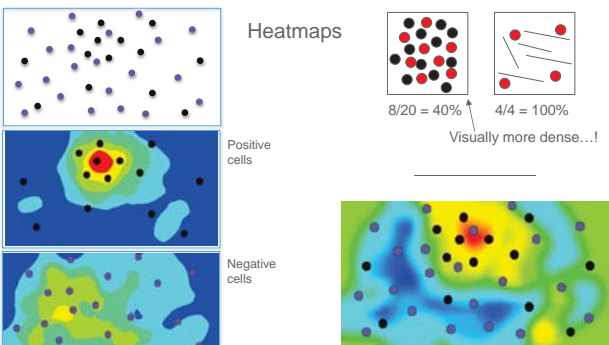 Heatmaps
8/20 = 40%
4/4 = 100%
Visually more dense…!
Positive
cells
Negative
cells